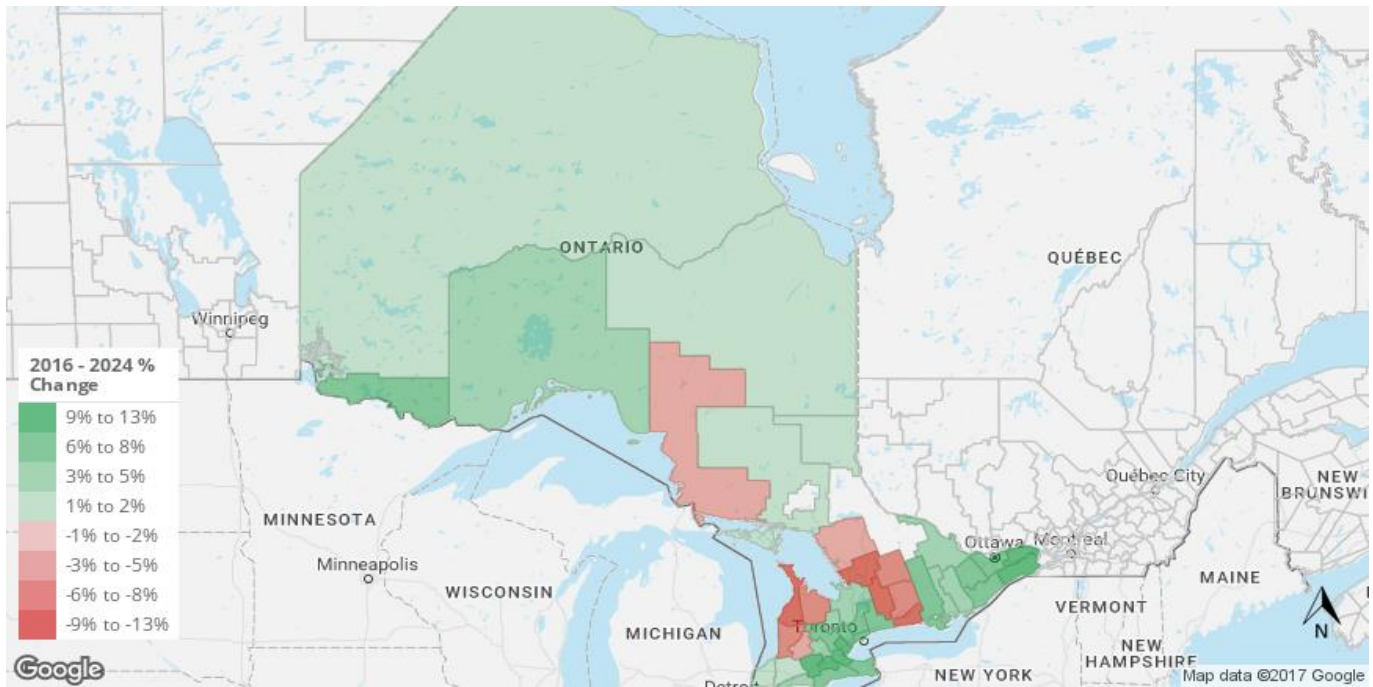 ONTARIO
QUÉBEC
Winnipeg
2016 - 2024 %
Change
9% to 13%
6% to 8%
3% to 5%
1% to 2%
-1% to -2%
-3% to -5%
-6% to -8%
-9% to -13%
Québec City
NEW
BRUNSWI
MINNESOTA
Ottawa
Montreal
Minneapolis
WISCONSIN
MAINE
VERMONT
MICHIGAN
Toronto
N
NEW
HAMPSHIRE
NEW YORK
Google
Detroit
Map data ©2017 Google